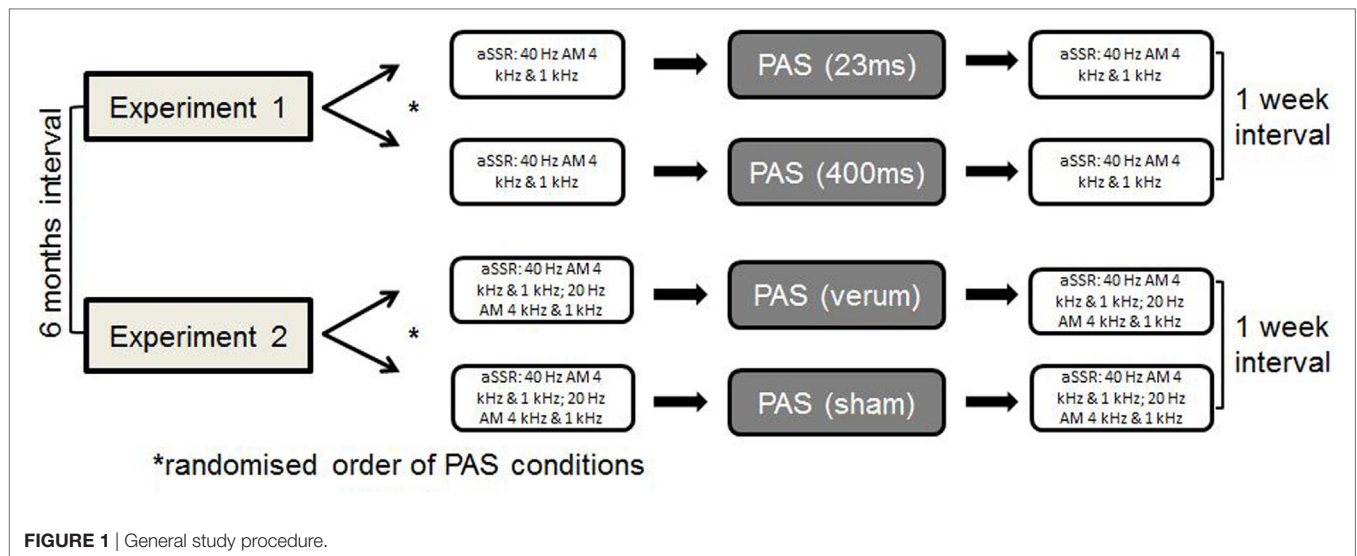 6 months interval
Experiment 1
*
aSSR: 40 Hz AM 4
kHz & 1 kHz
PAS (23ms)
aSSR: 40 Hz AM 4
kHz & 1 kHz
aSSR: 40 Hz AM 4
kHz & 1 kHz
PAS (400ms)
aSSR: 40 Hz AM 4
kHz & 1 kHz
1 week
interval
Experiment 2
*
aSSR: 40 Hz AM 4
kHz & 1 kHz; 20 Hz
AM 4 kHz & 1 kHz
PAS (verum)
aSSR: 40 Hz AM 4
kHz & 1 kHz; 20 Hz
AM 4 kHz & 1 kHz
aSSR: 40 Hz AM 4
kHz & 1 kHz; 20 Hz
AM 4 kHz & 1 kHz
PAS (sham)
aSSR: 40 Hz AM 4
kHz & 1 kHz; 20 Hz
AM 4 kHz & 1 kHz
1 week
interval
*randomised order of PAS conditions
FIGURE 1 | General study procedure.